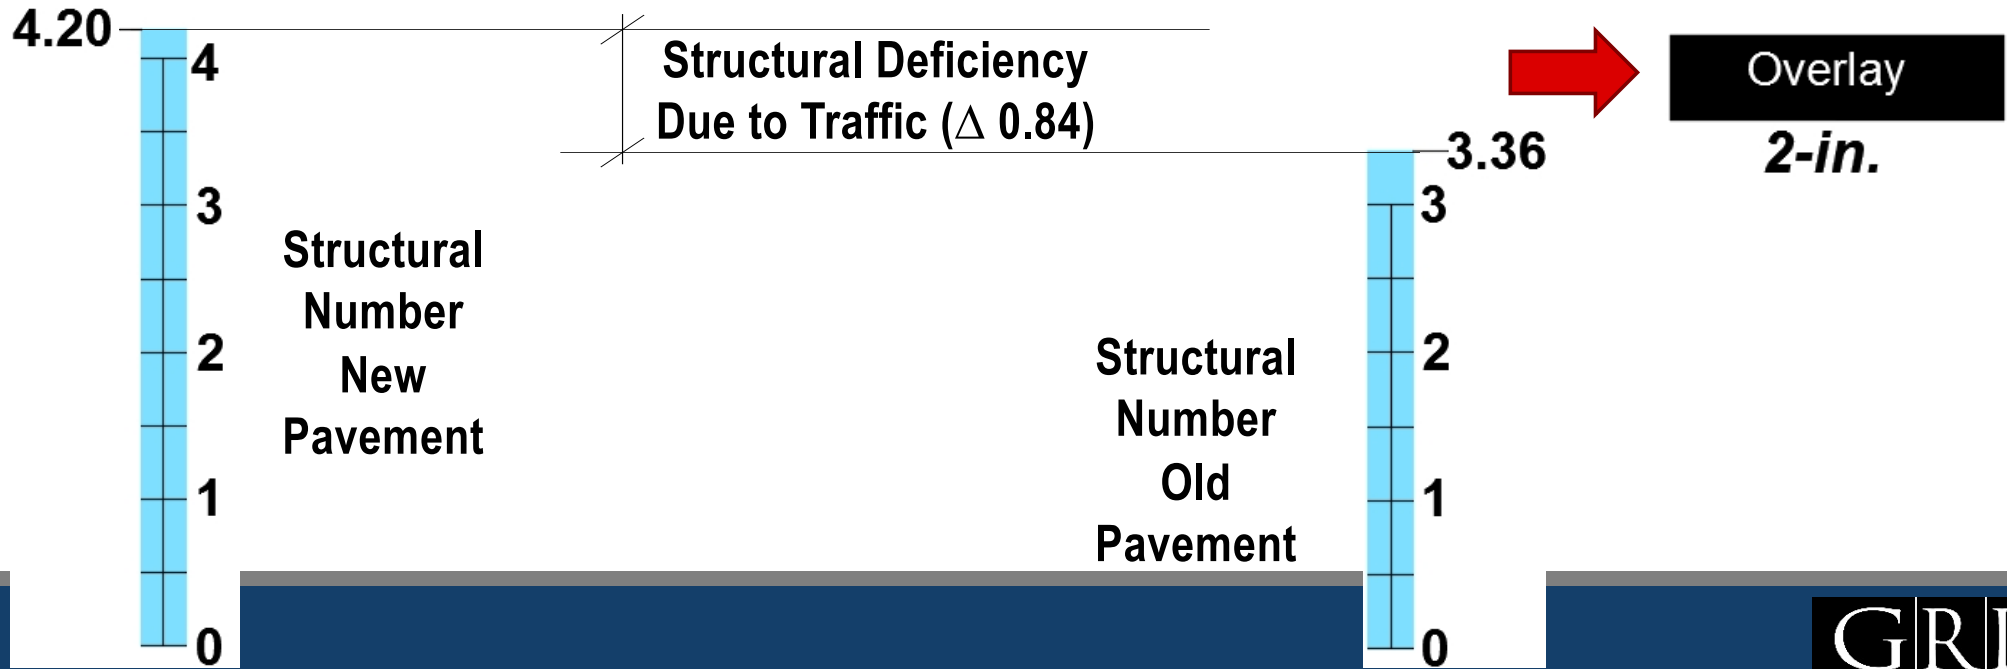 4.20
4
3
2
1
0
Structural
Number
New
Pavement
Structural Deficiency
Due to Traffic (Δ 0.84)
Structural
Number
Old
Pavement
3.36
3
2
1
0
Overlay
2-in.
GRI